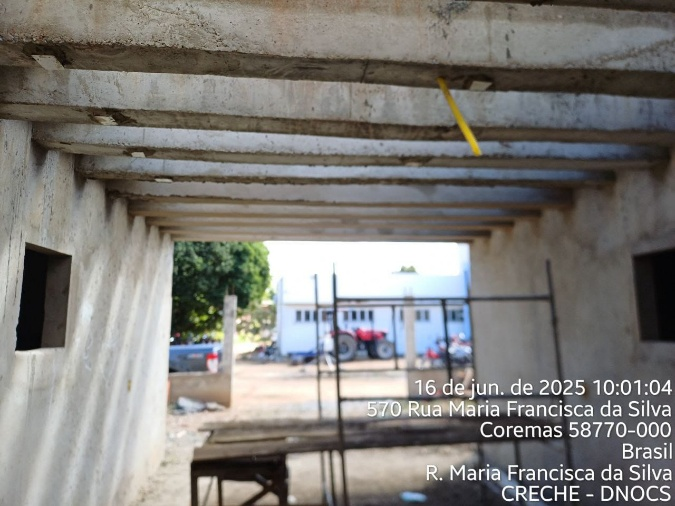 16 de jun. de 2025 10:01:04
570 Rua Maria Francisca da Silva
Coremas 58770-000
Brasil
R. Maria Francisca da Silva
CRECHE - DNOCS